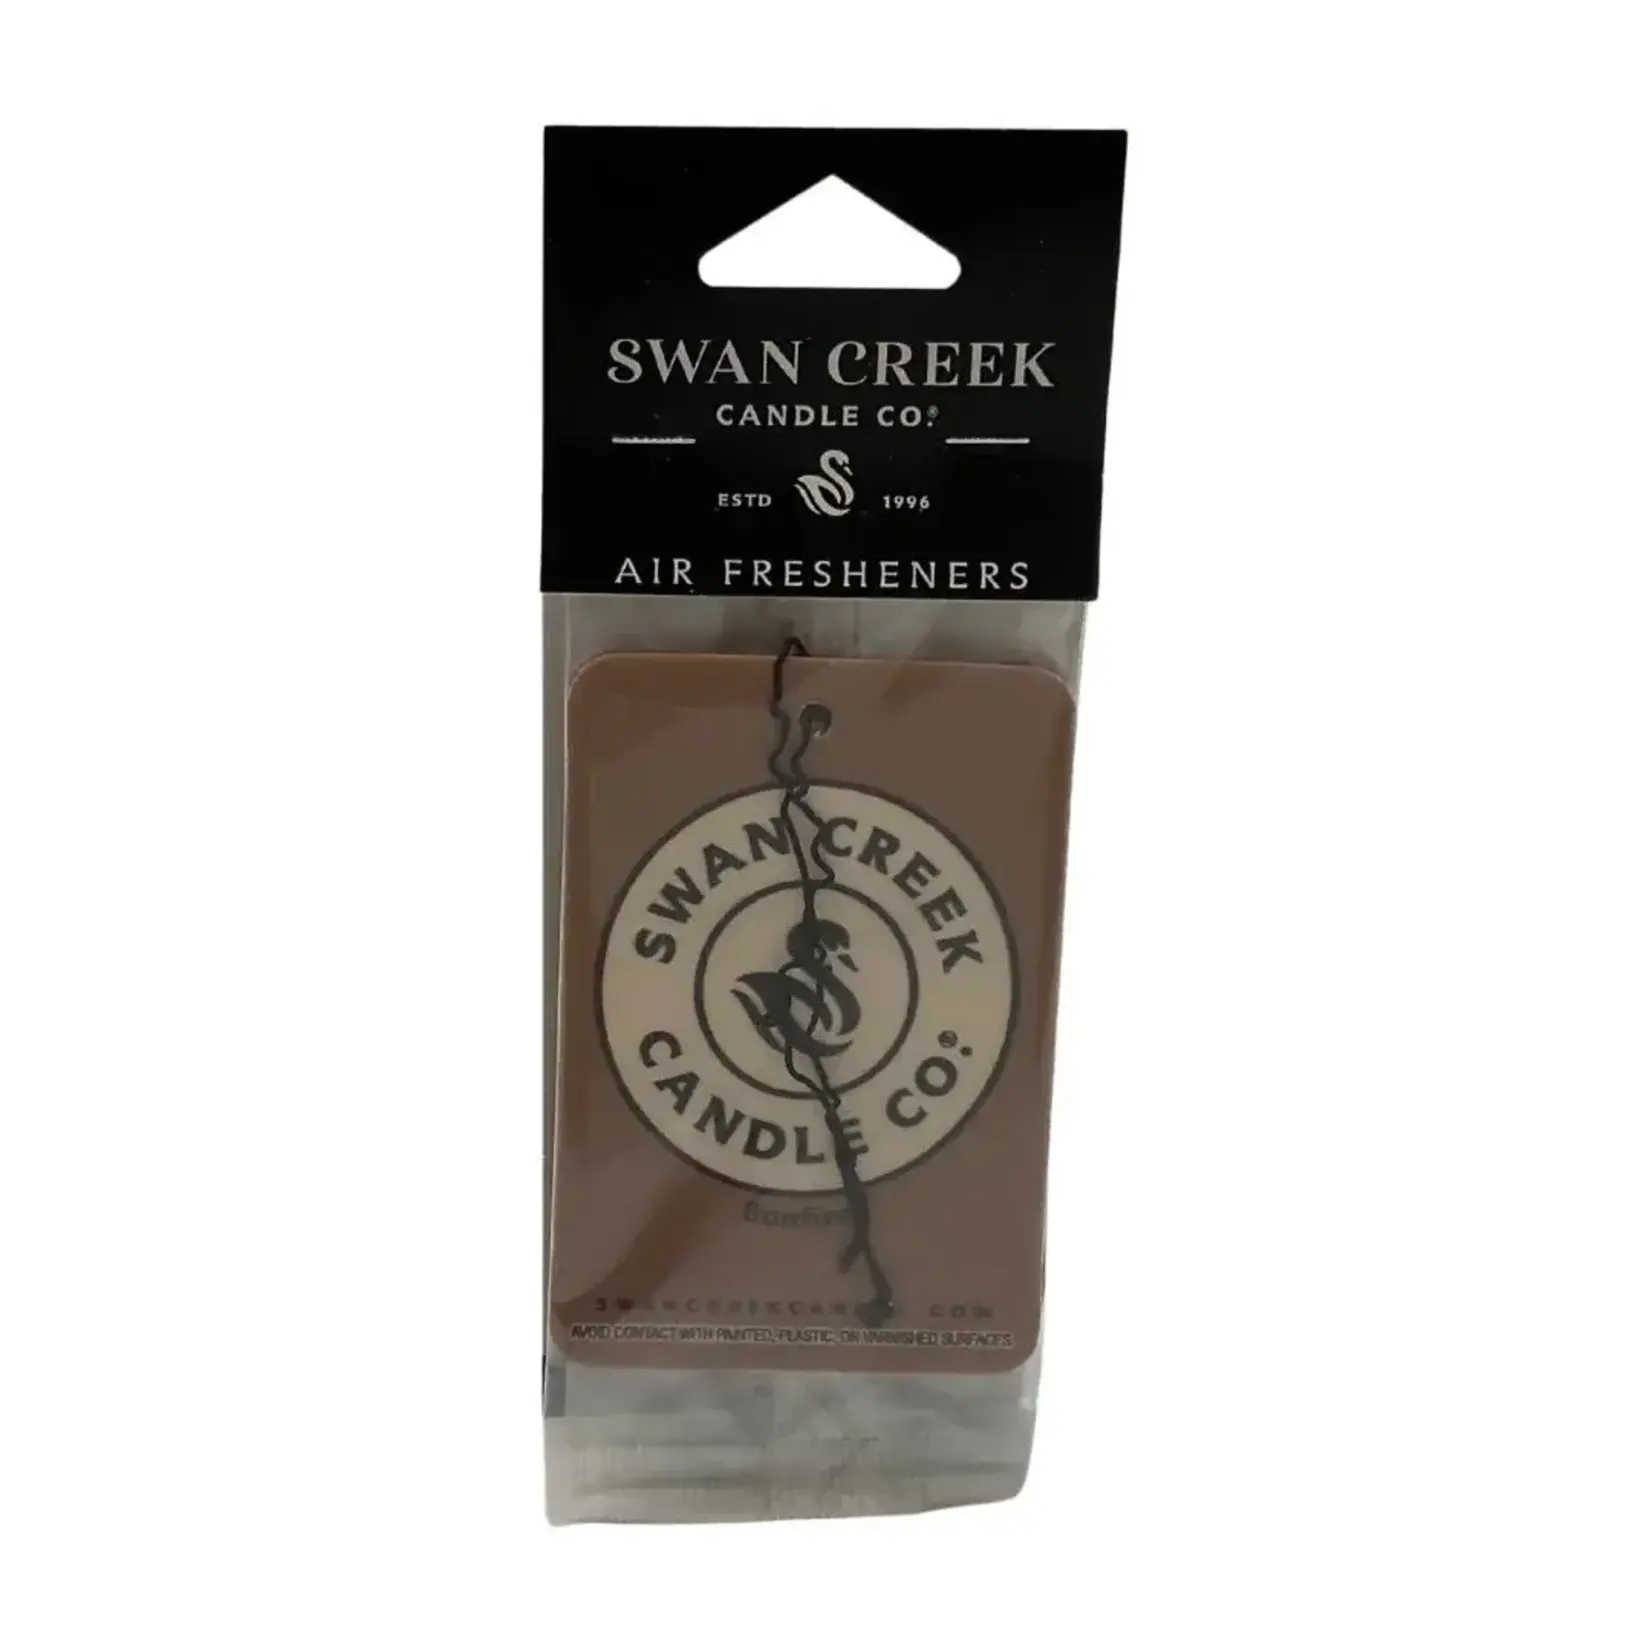 SWAN CREEK
CANDLE CO.®
ESTD 1996
AIR FRESHENERS
SWAN CREEK
CANDLE CO.®
AVOID CONTACT WITH PAINTED, PLASTIC, OR VARNISHED SURFACES.